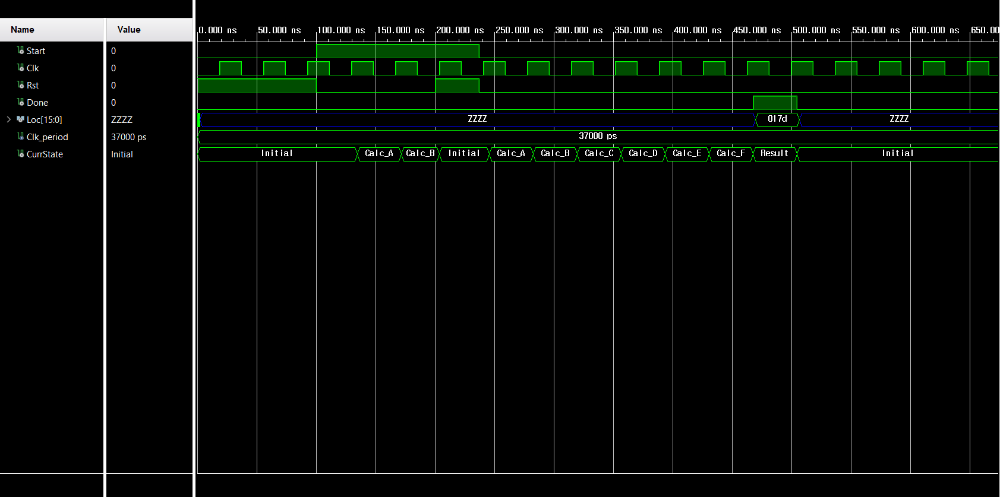 Name Value
0.000 ns 50.000 ns 100.000 ns 150.000 ns 200.000 ns 250.000 ns 300.000 ns 350.000 ns 400.000 ns 450.000 ns 500.000 ns 550.000 ns 600.000 ns 650.00
Start 0
Clk 0
Rst 0
Done 0
Loc[15:0] ZZZZ ZZZZ 017d ZZZZ
Clk_period 37000 ps 37000 ps
CurrState Initial Initial Calc_A Calc_B Initial Calc_A Calc_B Calc_C Calc_D Calc_E Calc_F Result Initial